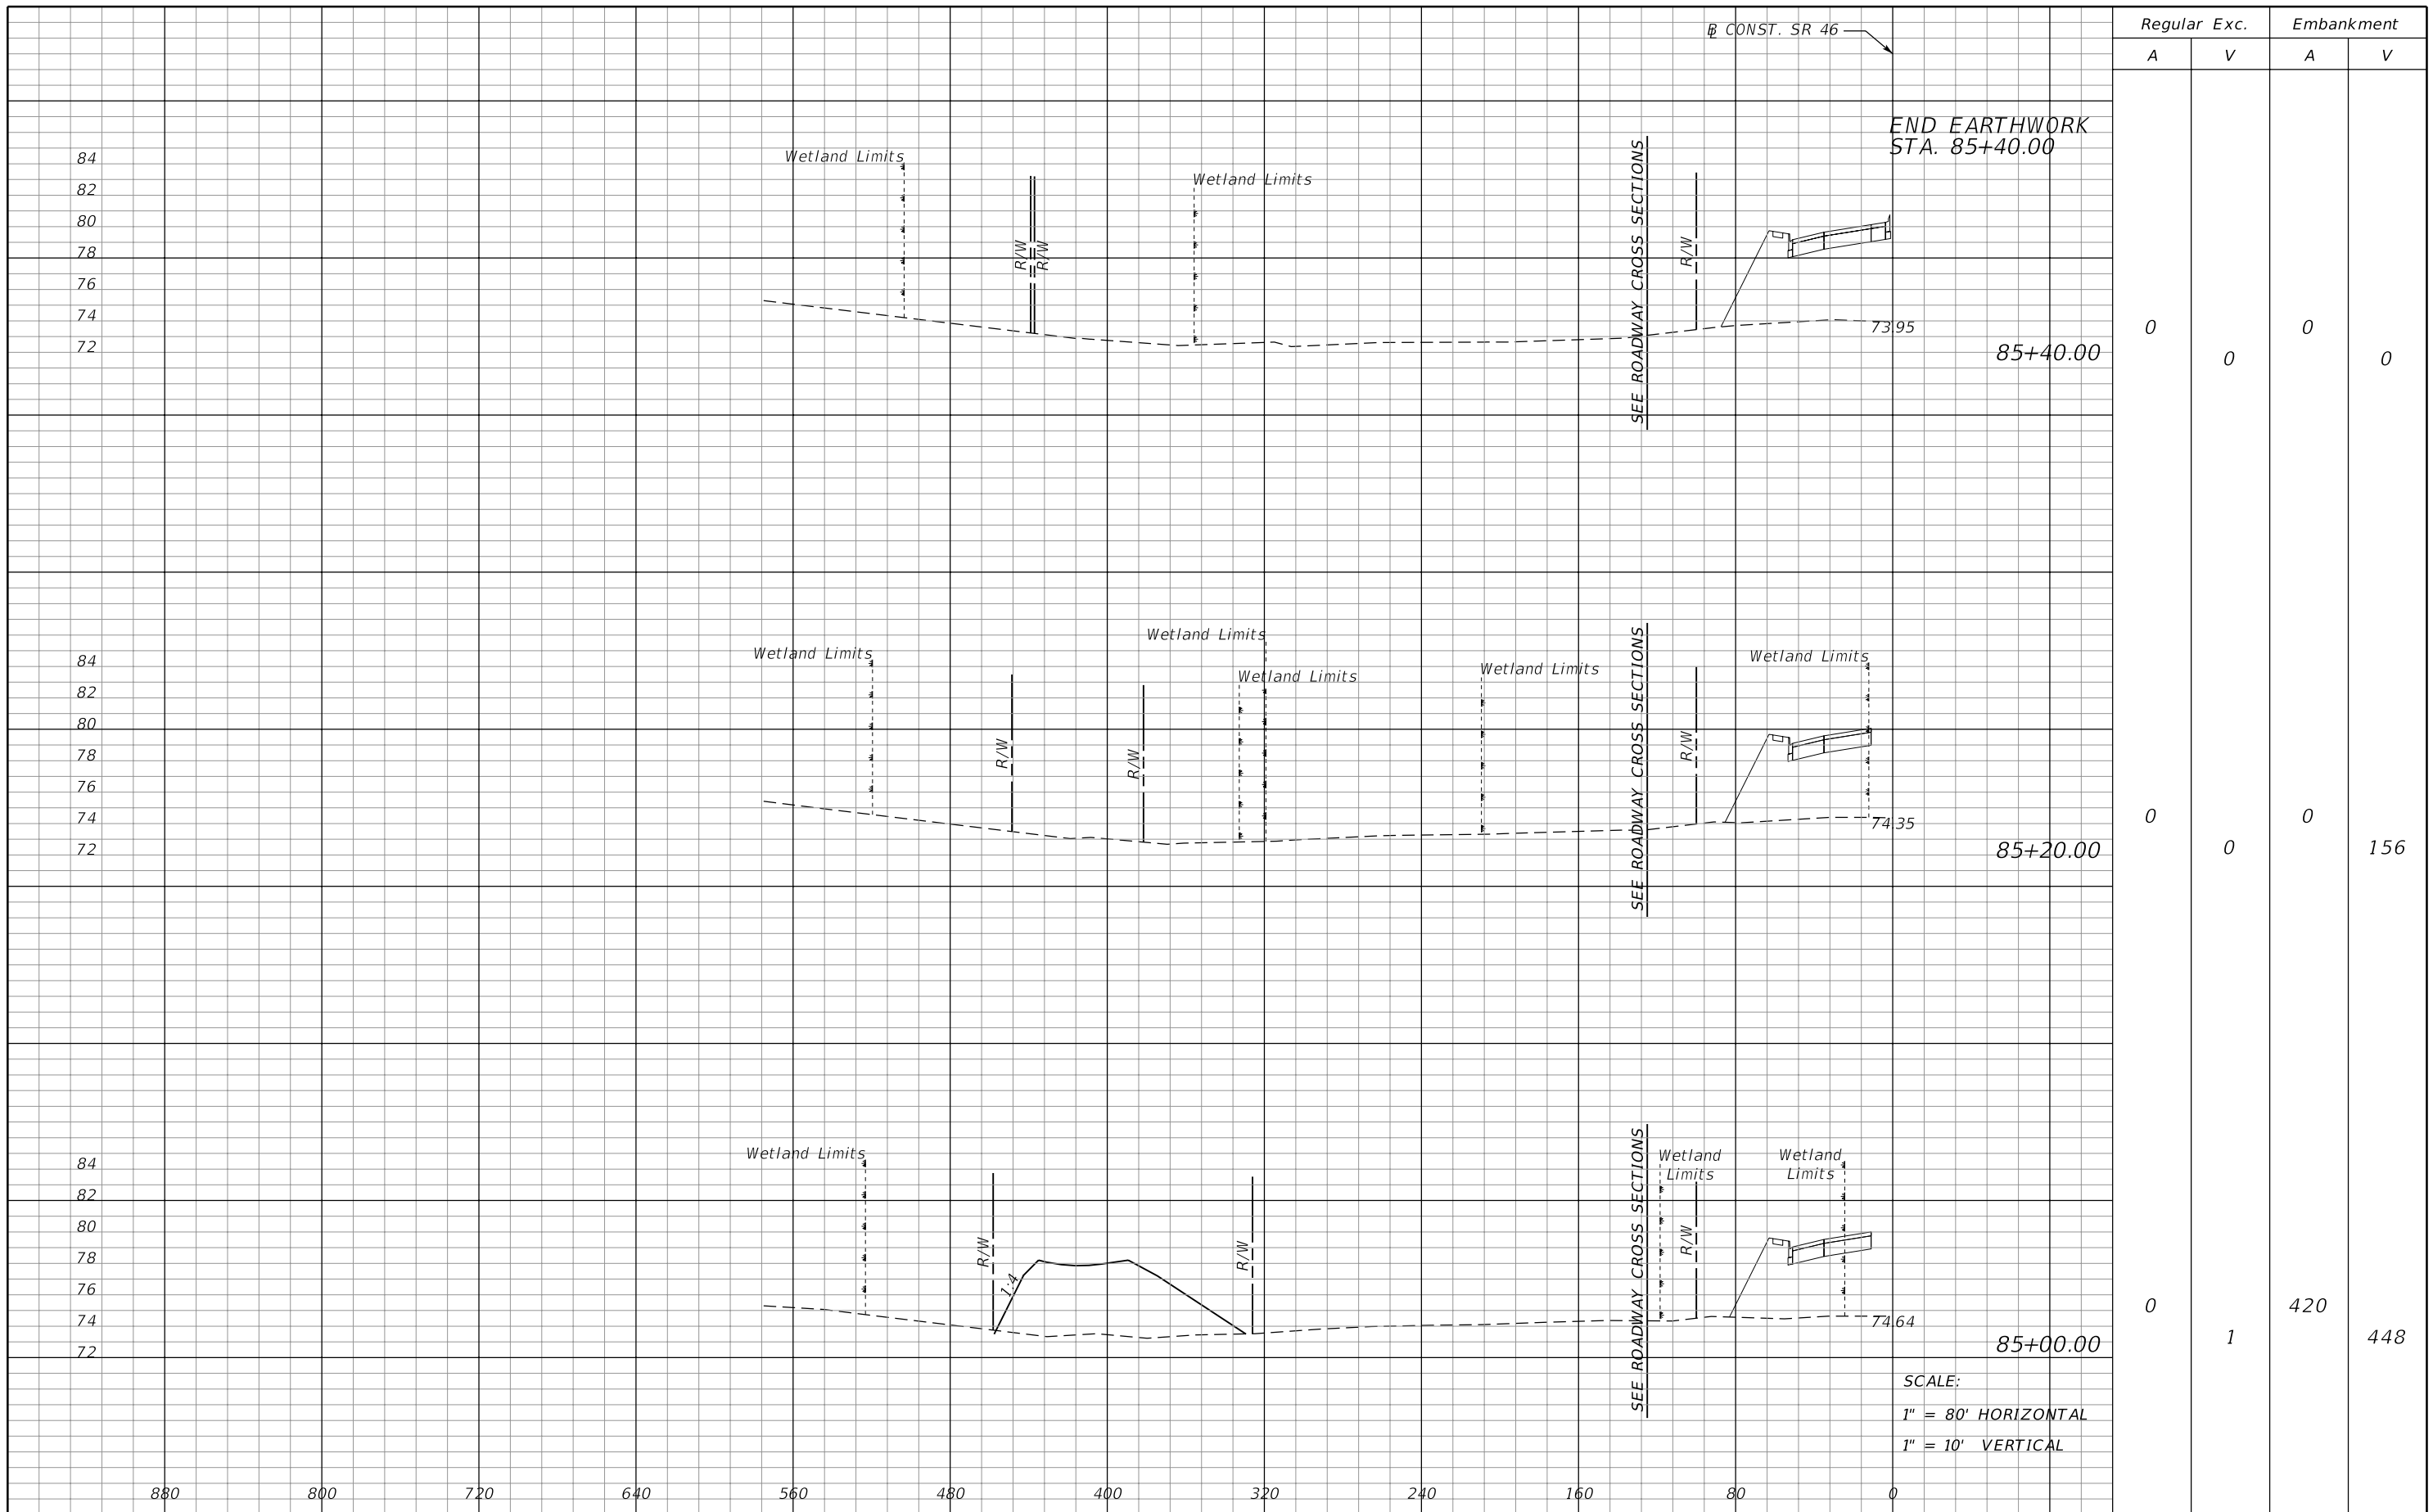 Regular Exc. Embankment
A V A V
BL CONST. SR 46
END EARTHWORK
STA. 85+40.00
84
82
80
78
76
74
72
Wetland Limits
R/W
R/W
Wetland Limits
SEE ROADWAY CROSS SECTIONS
R/W
73.95
85+40.00
0 0
0 0
84
82
80
78
76
74
72
Wetland Limits
R/W
R/W
Wetland Limits
Wetland Limits
Wetland Limits
SEE ROADWAY CROSS SECTIONS
R/W
Wetland Limits
74.35
85+20.00
0 0
0 156
84
82
80
78
76
74
72
Wetland Limits
R/W
1:4
R/W
SEE ROADWAY CROSS SECTIONS
Wetland
Limits
R/W
Wetland
Limits
74.64
85+00.00
0 420
1 448
SCALE:
1" = 80' HORIZONTAL
1" = 10' VERTICAL
880 800 720 640 560 480 400 320 240 160 80 0